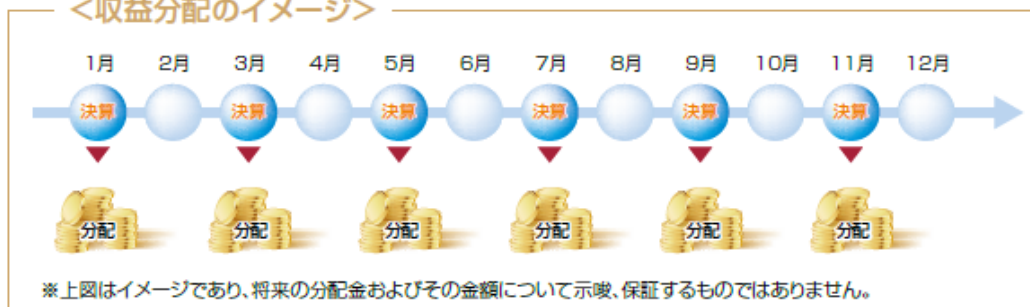 ＜収益分配のイメージ＞
1月 2月 3月 4月 5月 6月 7月 8月 9月 10月 11月 12月
決算 決算 決算 決算 決算 決算
分配 分配 分配 分配 分配 分配
※上図はイメージであり、将来の分配金およびその金額について示唆、保証するものではありません。